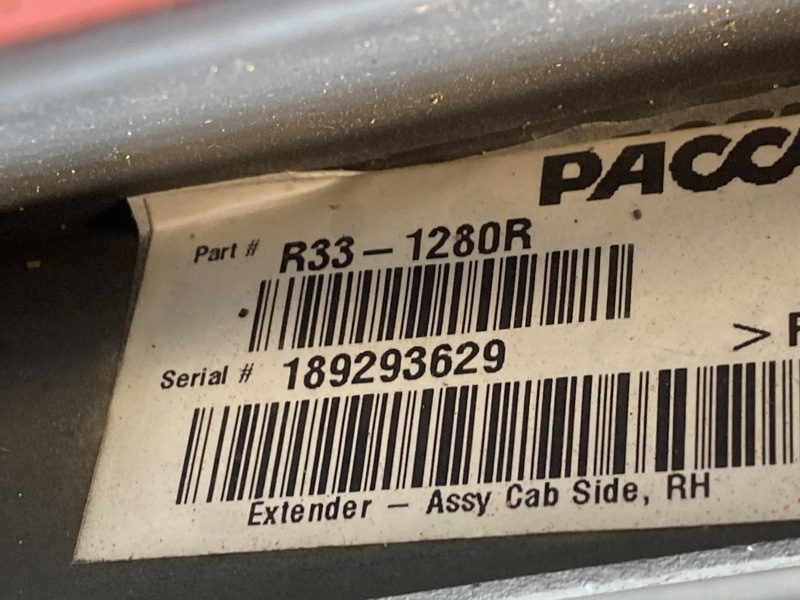 PACCA
Part # R33-1280R
Serial # 189293629
> F
Extender - Assy Cab Side, RH